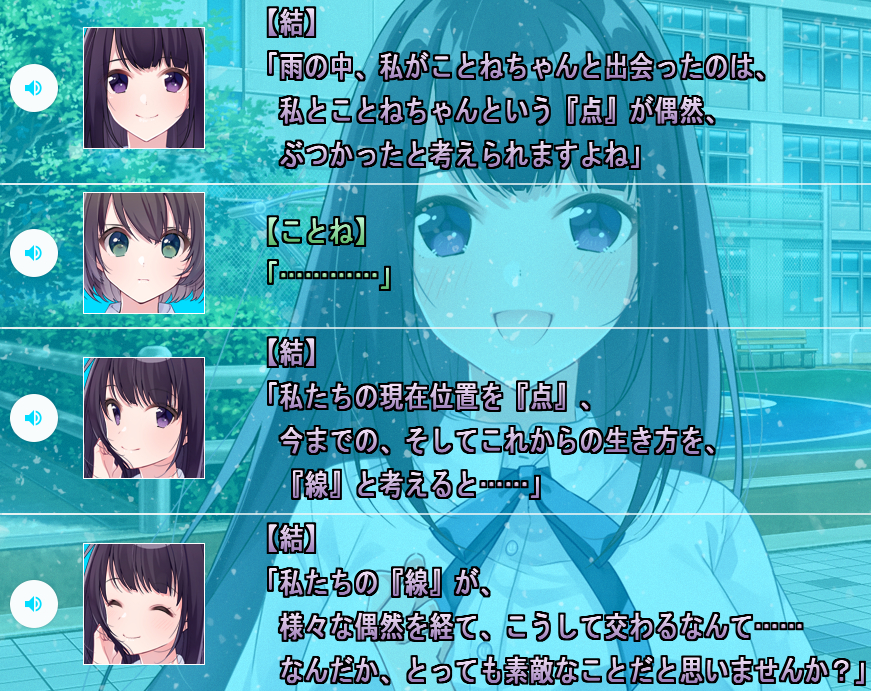 【結】
「雨の中、私がことねちゃんと出会ったのは、
私とことねちゃんという『点』が偶然、
ぶつかったと考えられますよね」
【ことね】
「…………」
【結】
「私たちの現在位置を『点』、
今までの、そしてこれからの生き方を、
『線』と考えると……」
【結】
「私たちの『線』が、
様々な偶然を経て、こうして交わるなんて……
なんだか、とっても素敵なことだと思いませんか？」